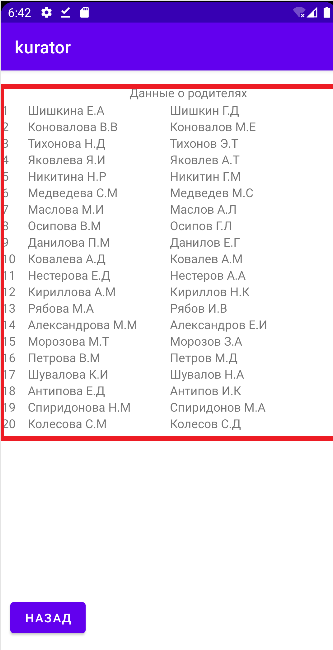 6:42
kurator
Данные о родителях
1 Шишкина Е.А Шишкин Г.Д
2 Коновалова В.В Коновалов М.Е
3 Тихонова Н.Д Тихонов Э.Т
4 Яковлева Я.И Яковлев А.Т
5 Никитина Н.Р Никитин Г.М
6 Медведева С.М Медведев М.С
7 Маслова М.И Маслов А.Л
8 Осипова В.М Осипов Г.Л
9 Данилова П.М Данилов Е.Г
10 Ковалева А.Д Ковалев А.М
11 Нестерова Е.Д Нестеров А.А
12 Кириллова А.М Кириллов Н.К
13 Рябова М.А Рябов И.В
14 Александрова М.М Александров Е.И
15 Морозова М.Т Морозов З.А
16 Петрова В.М Петров М.Д
17 Шувалова К.И Шувалов Н.А
18 Антипова Е.Д Антипов И.К
19 Спиридонова Н.М Спиридонов М.А
20 Колесова С.М Колесов С.Д
НАЗАД